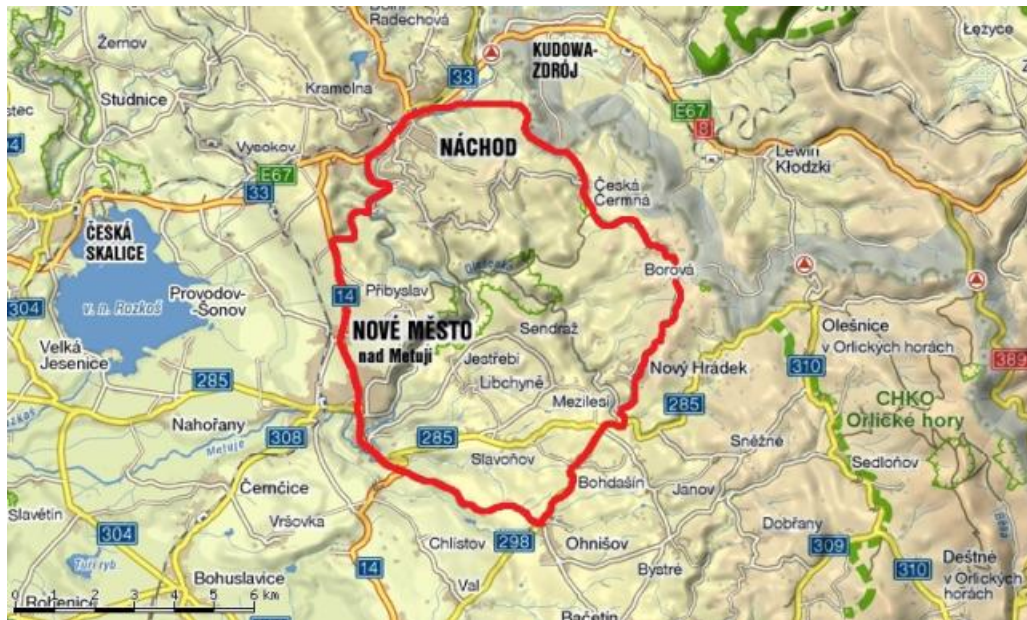 Radechová
Žernov
KUDOWA-
ZDRÓJ
Łężyce
33
Kramolna
Studnice
E67
8
Vysokov
NÁCHOD
Lewin
Kłodzki
E67
33
Česká
Čermná
ČESKÁ
SKALICE
Borová
v. n. Rozkoš
Provodov-
Šonov
14
Přibyslav
304
NOVÉ MĚSTO
nad Metují
Sendraž
Olešnice
v Orlických horách
Velká
Jesenice
Jestřebí
Nový Hrádek
310
389
285
Libchyně
CHKO
Orlické hory
Mezilesí
285
Nahořany
Metuje
308
285
Sněžné
Slavoňov
Sedloňov
Bohdašín
Janov
Černčice
Slavětín
304
Vršovka
Dobřany
309
Chlístov
298
Ohnišov
14
Bystré
310
Deštné
v Orlických
horách
Bohuslavice
Val
0 1 2 3 4 5 6 km
Rohenice
Bačetín